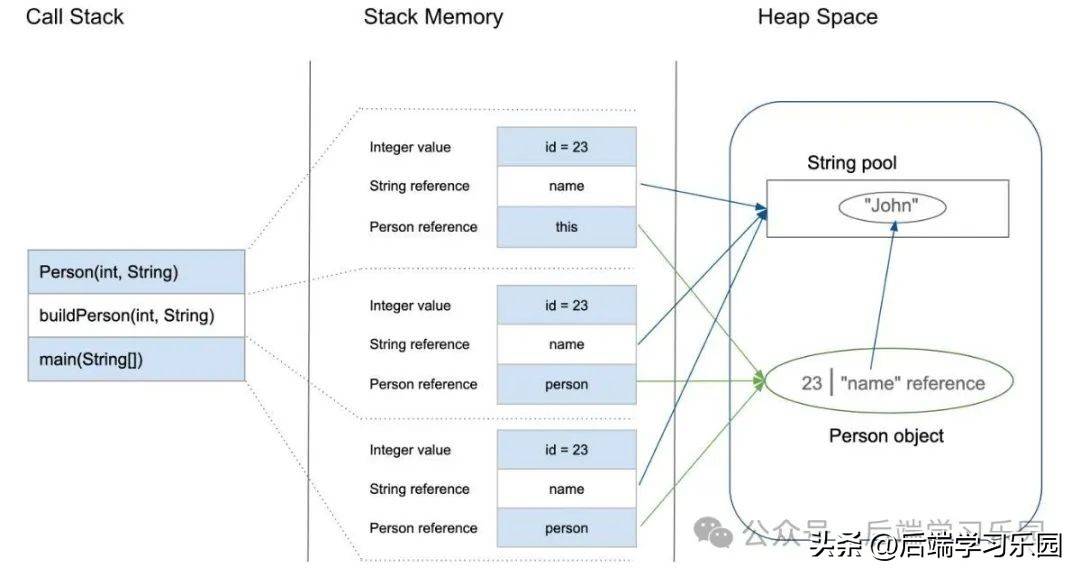 Call Stack
Stack Memory
Heap Space
Person(int, String)
buildPerson(int, String)
main(String[])
Integer value
id = 23
String reference
name
Person reference
this
Integer value
id = 23
String reference
name
Person reference
person
Integer value
id = 23
String reference
name
Person reference
person
String pool
"John"
23 | "name" reference
Person object
公众号 · 后端学习乐园
头条 @后端学习乐园